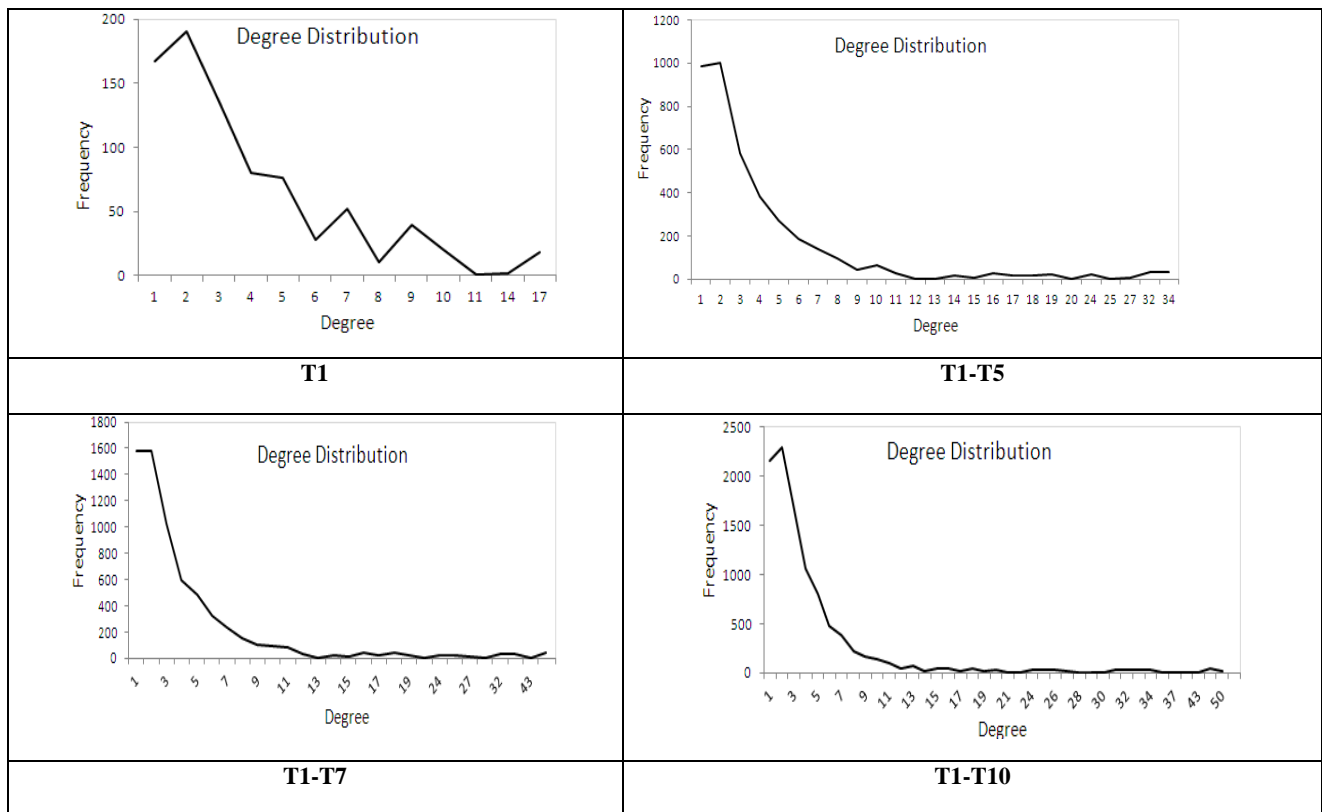 Degree Distribution
Frequency
200
150
100
50
0
1 2 3 4 5 6 7 8 9 10 11 14 17
Degree
T1
Degree Distribution
Frequency
1200
1000
800
600
400
200
0
1 2 3 4 5 6 7 8 9 10 11 12 13 14 15 16 17 18 19 20 24 25 27 32 34
Degree
T1-T5
Degree Distribution
Frequency
1800
1600
1400
1200
1000
800
600
400
200
0
1 3 5 7 9 11 13 15 17 19 24 27 32 43
Degree
T1-T7
Degree Distribution
Frequency
2500
2000
1500
1000
500
0
1 3 5 7 9 11 13 15 17 19 21 24 26 28 30 32 34 37 43 50
Degree
T1-T10